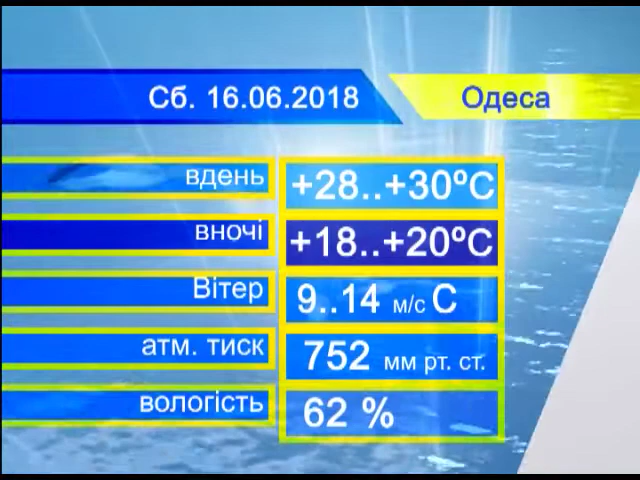 Сб. 16.06.2018 Одеса
вдень +28..+30ºC
вночі +18..+20ºC
Вітер 9..14 м/с С
атм. тиск 752 мм рт. ст.
вологість 62 %